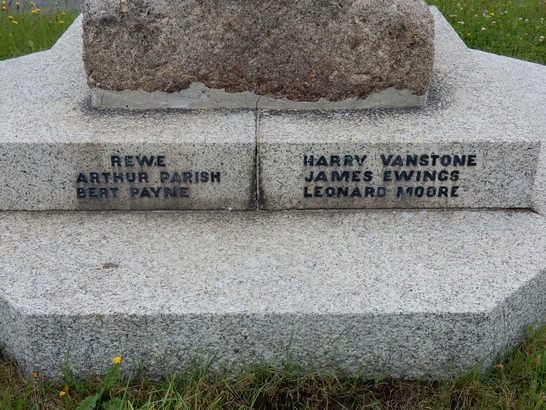 REWE
ARTHUR PARISH
BERT PAYNE
HARRY VANSTONE
JAMES EWINGS
LEONARD MOORE